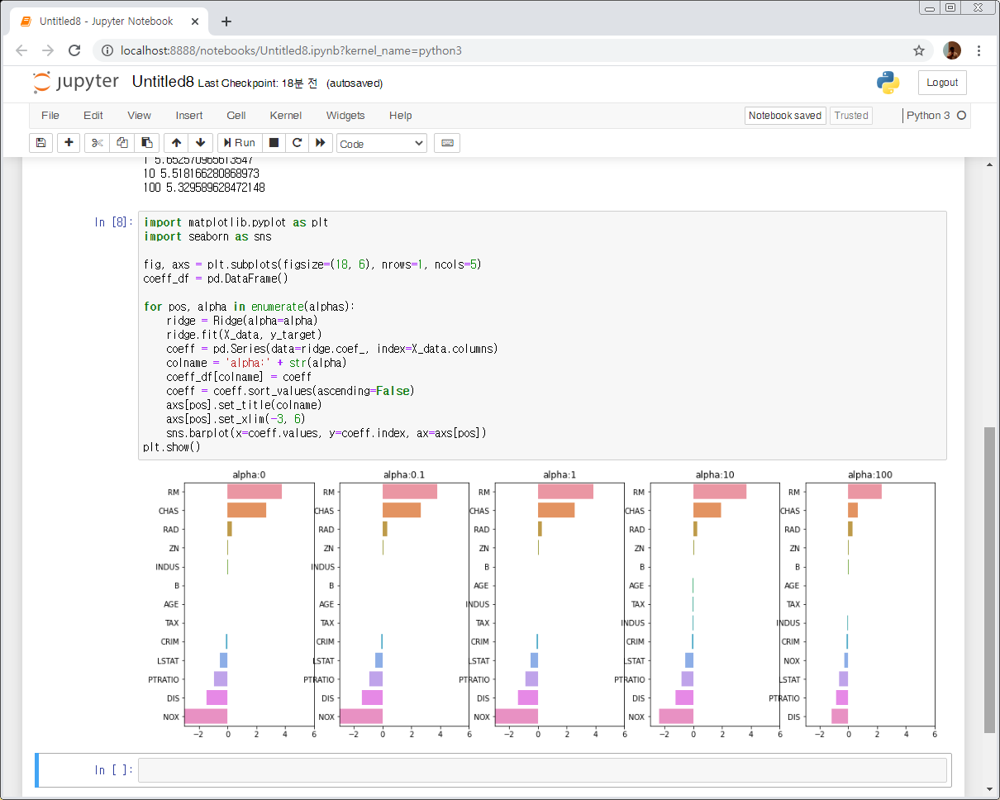 Untitled8 - Jupyter Notebook
localhost:8888/notebooks/Untitled8.ipynb?kernel_name=python3
jupyter Untitled8 Last Checkpoint: 18분 전 (autosaved) Logout
File Edit View Insert Cell Kernel Widgets Help Notebook saved Trusted Python 3
Run Code
1 5.652570965613547
10 5.518166280868973
100 5.329589628472148
In [8]:
import matplotlib.pyplot as plt
import seaborn as sns
fig, axs = plt.subplots(figsize=(18, 6), nrows=1, ncols=5)
coeff_df = pd.DataFrame()
for pos, alpha in enumerate(alphas):
    ridge = Ridge(alpha=alpha)
    ridge.fit(X_data, y_target)
    coeff = pd.Series(data=ridge.coef_, index=X_data.columns)
    colname = 'alpha:' + str(alpha)
    coeff_df[colname] = coeff
    coeff = coeff.sort_values(ascending=False)
    axs[pos].set_title(colname)
    axs[pos].set_xlim(-3, 6)
    sns.barplot(x=coeff.values, y=coeff.index, ax=axs[pos])
plt.show()
alpha:0 alpha:0.1 alpha:1 alpha:10 alpha:100
RM RM RM RM RM
CHAS CHAS CHAS CHAS CHAS
RAD RAD RAD RAD RAD
ZN ZN ZN ZN ZN
INDUS INDUS B B B
B B AGE AGE AGE
AGE AGE INDUS TAX TAX
TAX TAX TAX INDUS INDUS
CRIM CRIM CRIM CRIM CRIM
LSTAT LSTAT LSTAT LSTAT NOX
PTRATIO PTRATIO PTRATIO PTRATIO LSTAT
DIS DIS DIS DIS PTRATIO
NOX NOX NOX NOX DIS
−2 0 2 4 6 −2 0 2 4 6 −2 0 2 4 6 −2 0 2 4 6 −2 0 2 4 6
In [ ]: